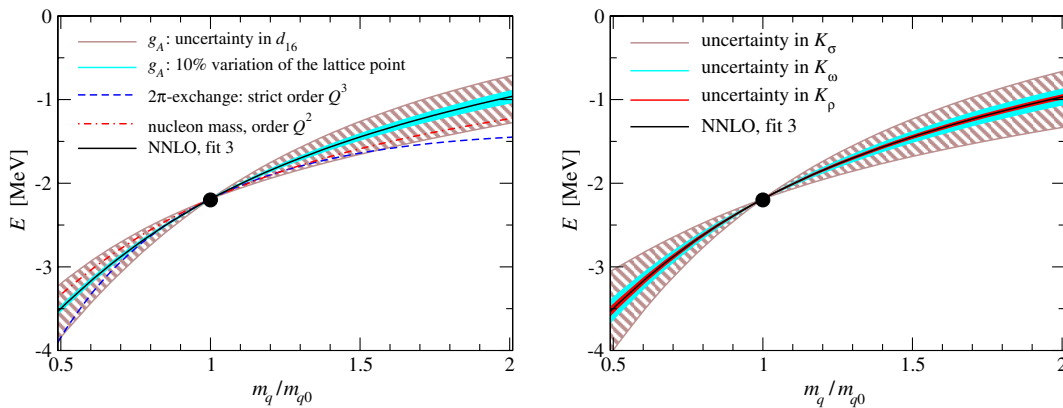 0
g_A: uncertainty in d_16
g_A: 10% variation of the lattice point
2π-exchange: strict order Q^3
nucleon mass, order Q^2
NNLO, fit 3
-1
-2
-3
-4
E [MeV]
0.5 1 1.5 2
m_q/m_q0
0
uncertainty in K_σ
uncertainty in K_ω
uncertainty in K_ρ
NNLO, fit 3
-1
-2
-3
-4
E [MeV]
0.5 1 1.5 2
m_q/m_q0